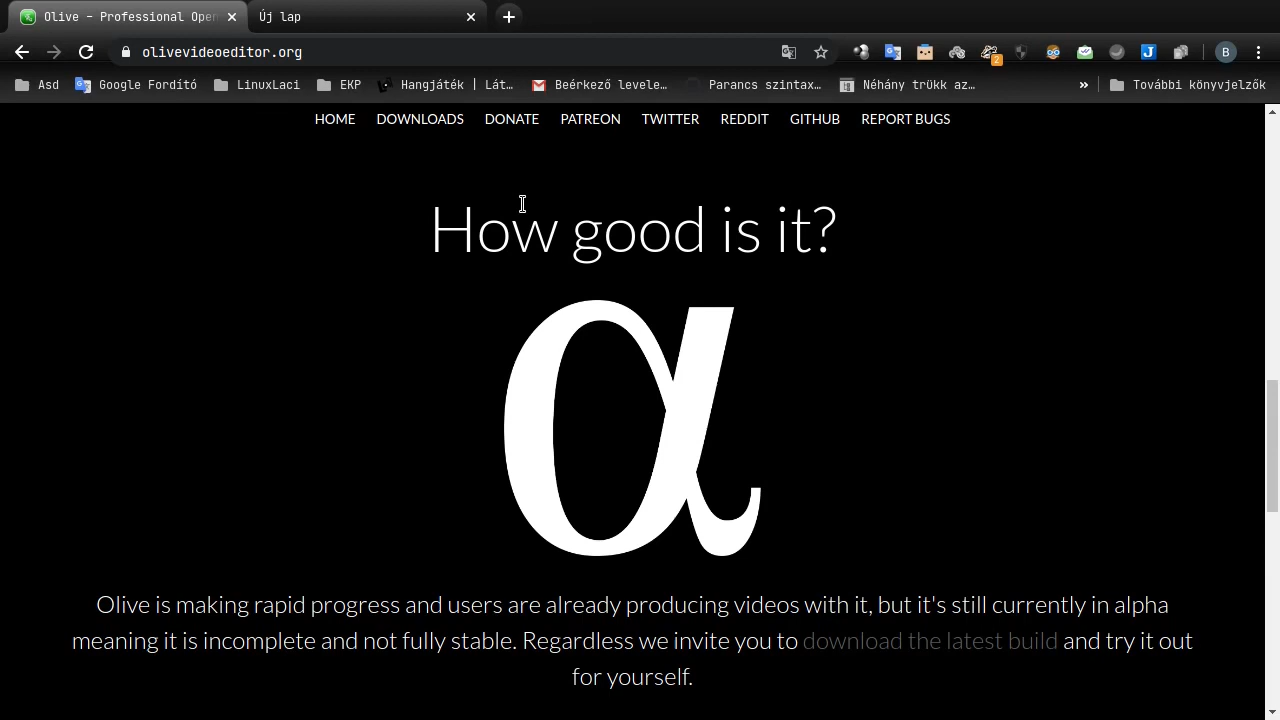 Olive - Professional Open
Új lap
olivevideoeditor.org
2
J
B
Asd
Google Fordító
LinuxLaci
EKP
Hangjáték | Lát…
Beérkező levele…
Parancs szintax…
Néhány trükk az…
»
További könyvjelzők
HOME
DOWNLOADS
DONATE
PATREON
TWITTER
REDDIT
GITHUB
REPORT BUGS
How good is it?
α
Olive is making rapid progress and users are already producing videos with it, but it's still currently in alpha
meaning it is incomplete and not fully stable. Regardless we invite you to download the latest build and try it out
for yourself.